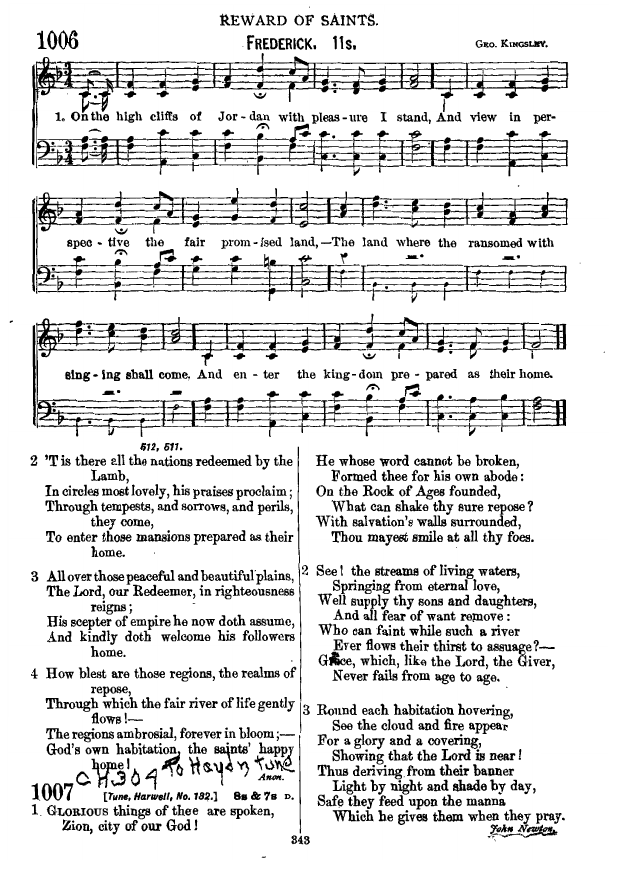 REWARD OF SAINTS.
1006
FREDERICK. 11s.
GEO. KINGSLEY.
1. On the high cliffs of Jor-dan with pleas-ure I stand, And view in per-
spec-tive the fair prom-ised land,—The land where the ransomed with
sing-ing shall come, And en-ter the king-dom pre-pared as their home.
512, 511.
2 'T is there all the nations redeemed by the
Lamb,
In circles most lovely, his praises proclaim;
Through tempests, and sorrows, and perils,
they come,
To enter those mansions prepared as their
home.
3 All over those peaceful and beautiful plains,
The Lord, our Redeemer, in righteousness
reigns;
His scepter of empire he now doth assume,
And kindly doth welcome his followers
home.
4 How blest are those regions, the realms of
repose,
Through which the fair river of life gently
flows!—
The regions ambrosial, forever in bloom;—
God's own habitation, the saints' happy
home!
Anon.
CH 304 To Haydn Tune
1007
[Tune, Harwell, No. 132.] 8s & 7s D.
1 GLORIOUS things of thee are spoken,
Zion, city of our God!
He whose word cannot be broken,
Formed thee for his own abode:
On the Rock of Ages founded,
What can shake thy sure repose?
With salvation's walls surrounded,
Thou mayest smile at all thy foes.
2 See! the streams of living waters,
Springing from eternal love,
Well supply thy sons and daughters,
And all fear of want remove:
Who can faint while such a river
Ever flows their thirst to assuage?—
Grace, which, like the Lord, the Giver,
Never fails from age to age.
3 Round each habitation hovering,
See the cloud and fire appear
For a glory and a covering,
Showing that the Lord is near!
Thus deriving from their banner
Light by night and shade by day,
Safe they feed upon the manna
Which he gives them when they pray.
John Newton.
343